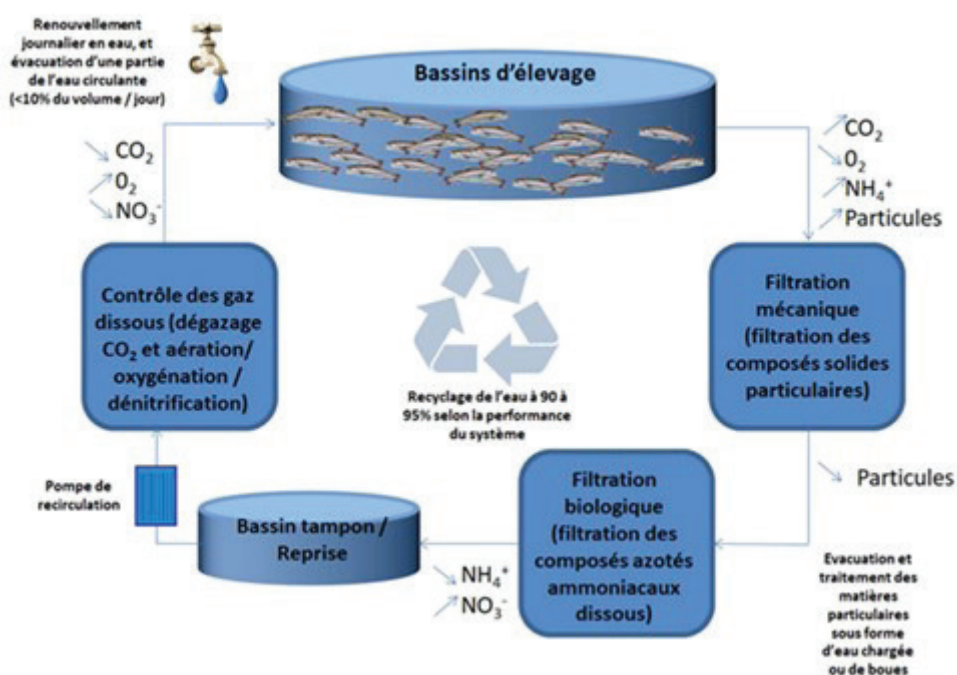 Renouvellement
journalier en eau, et
évacuation d'une partie
de l'eau circulante
(<10% du volume / jour)
Bassins d'élevage
↘ CO₂
↗ 0₂
↘ NO₃⁻
↗ CO₂
↘ 0₂
↗ NH₄⁺
↗ Particules
Contrôle des gaz
dissous (dégazage
CO₂ et aération/
oxygénation /
dénitrification)
Recyclage de l'eau à 90 à
95% selon la performance
du système
Filtration
mécanique
(filtration des
composés solides
particulaires)
↘ Particules
Pompe de
recirculation
Bassin tampon /
Reprise
↘ NH₄⁺
↗ NO₃⁻
Filtration
biologique
(filtration des
composés azotés
ammoniacaux
dissous)
Evacuation et
traitement des
matières
particulaires
sous forme
d'eau chargée
ou de boues